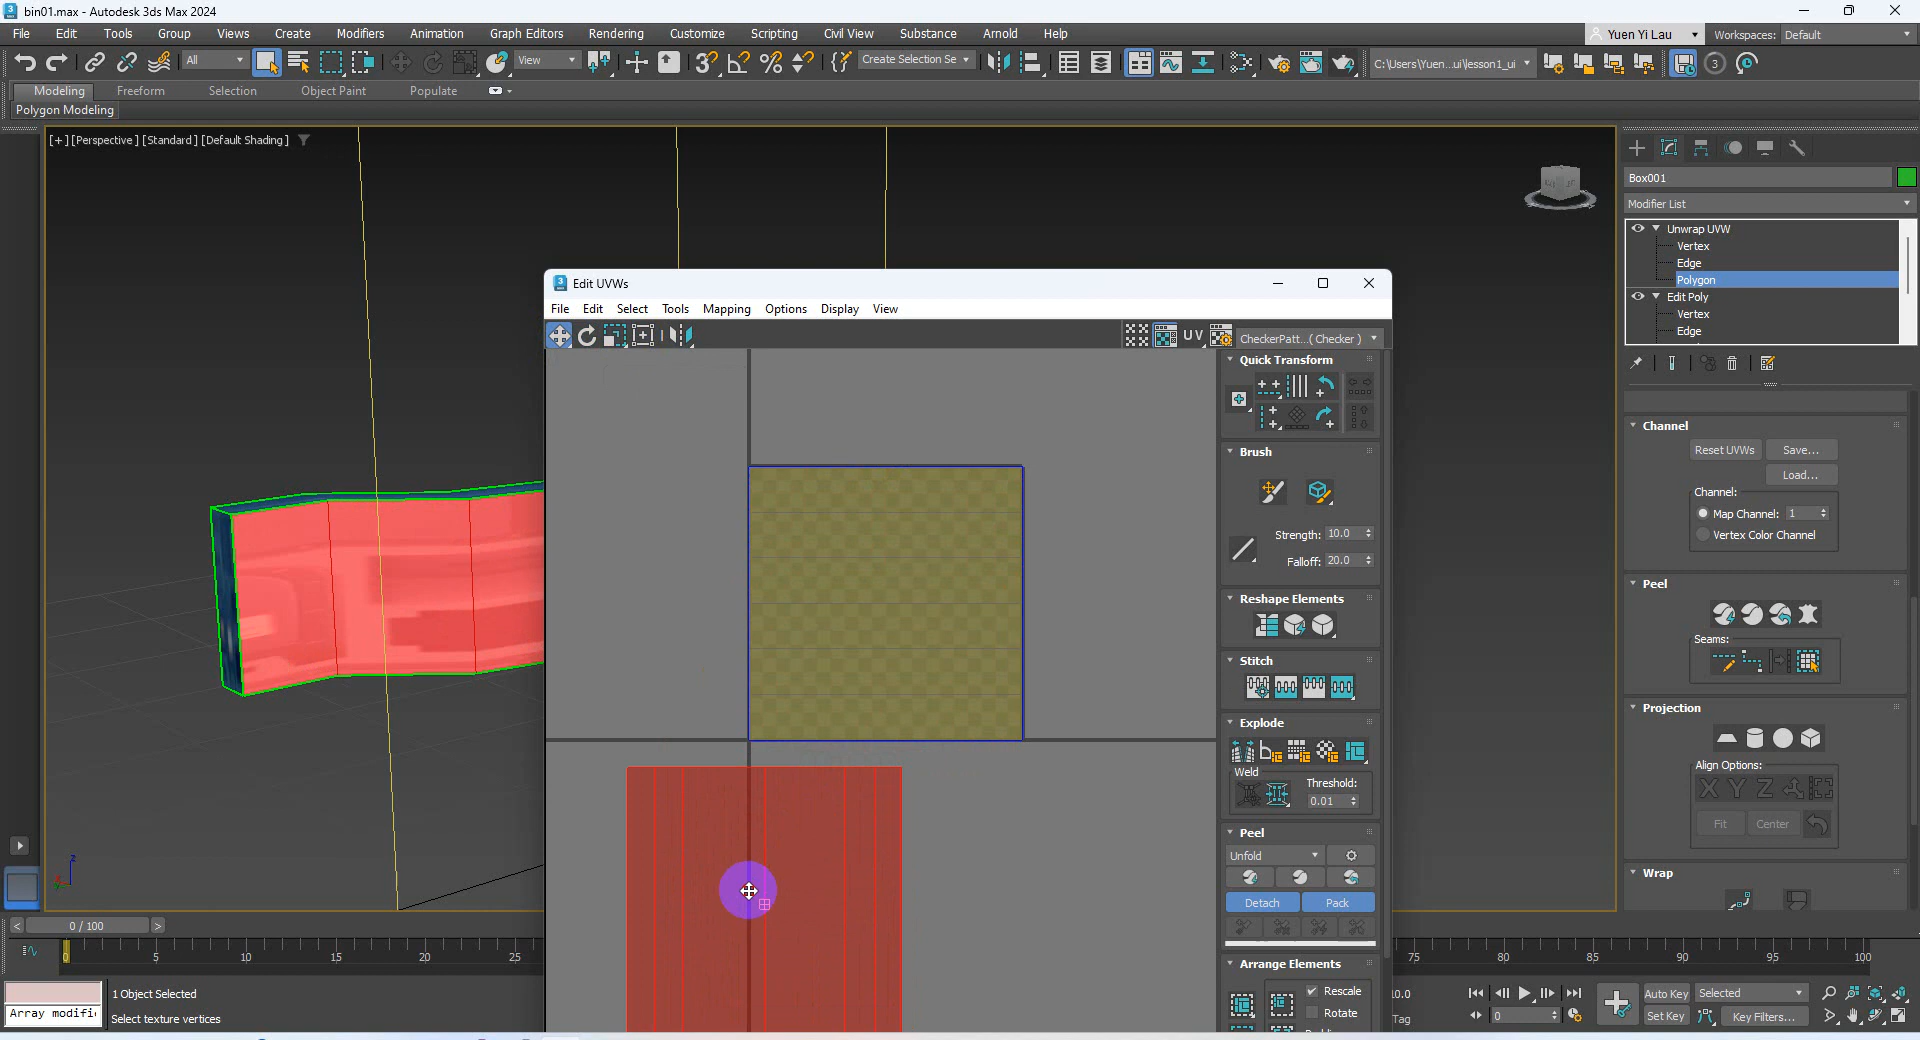 bin01.max - Autodesk 3ds Max 2024
File Edit Tools Group Views Create Modifiers Animation Graph Editors Rendering Customize Scripting Civil View Substance Arnold Help
Yuen Yi Lau Workspaces: Default
All View Create Selection Se C:\Users\Yuen...ui\lesson1_ui 3
Modeling Freeform Selection Object Paint Populate
Polygon Modeling
[+] [Perspective] [Standard] [Default Shading]
Box001
Modifier List
Unwrap UVW
Vertex
Edge
Polygon
Edit Poly
Vertex
Edge
Edit UVWs
File Edit Select Tools Mapping Options Display View
UV CheckerPatt...( Checker )
Quick Transform
Brush
Strength: 10.0
Falloff: 20.0
Reshape Elements
Stitch
Explode
Weld
Threshold:
0.01
Peel
Unfold
Detach Pack
Arrange Elements
Rescale
Rotate
Channel
Reset UVWs Save...
Load...
Channel:
Map Channel: 1
Vertex Color Channel
Peel
Seams:
Projection
Align Options:
X Y Z
Fit Center
Wrap
z
< 0 / 100 >
0 5 10 15 20 25 75 80 85 90 95 100
1 Object Selected
Array modifi
Select texture vertices
0.0
Tag
0
Auto Key Selected
Set Key Key Filters...